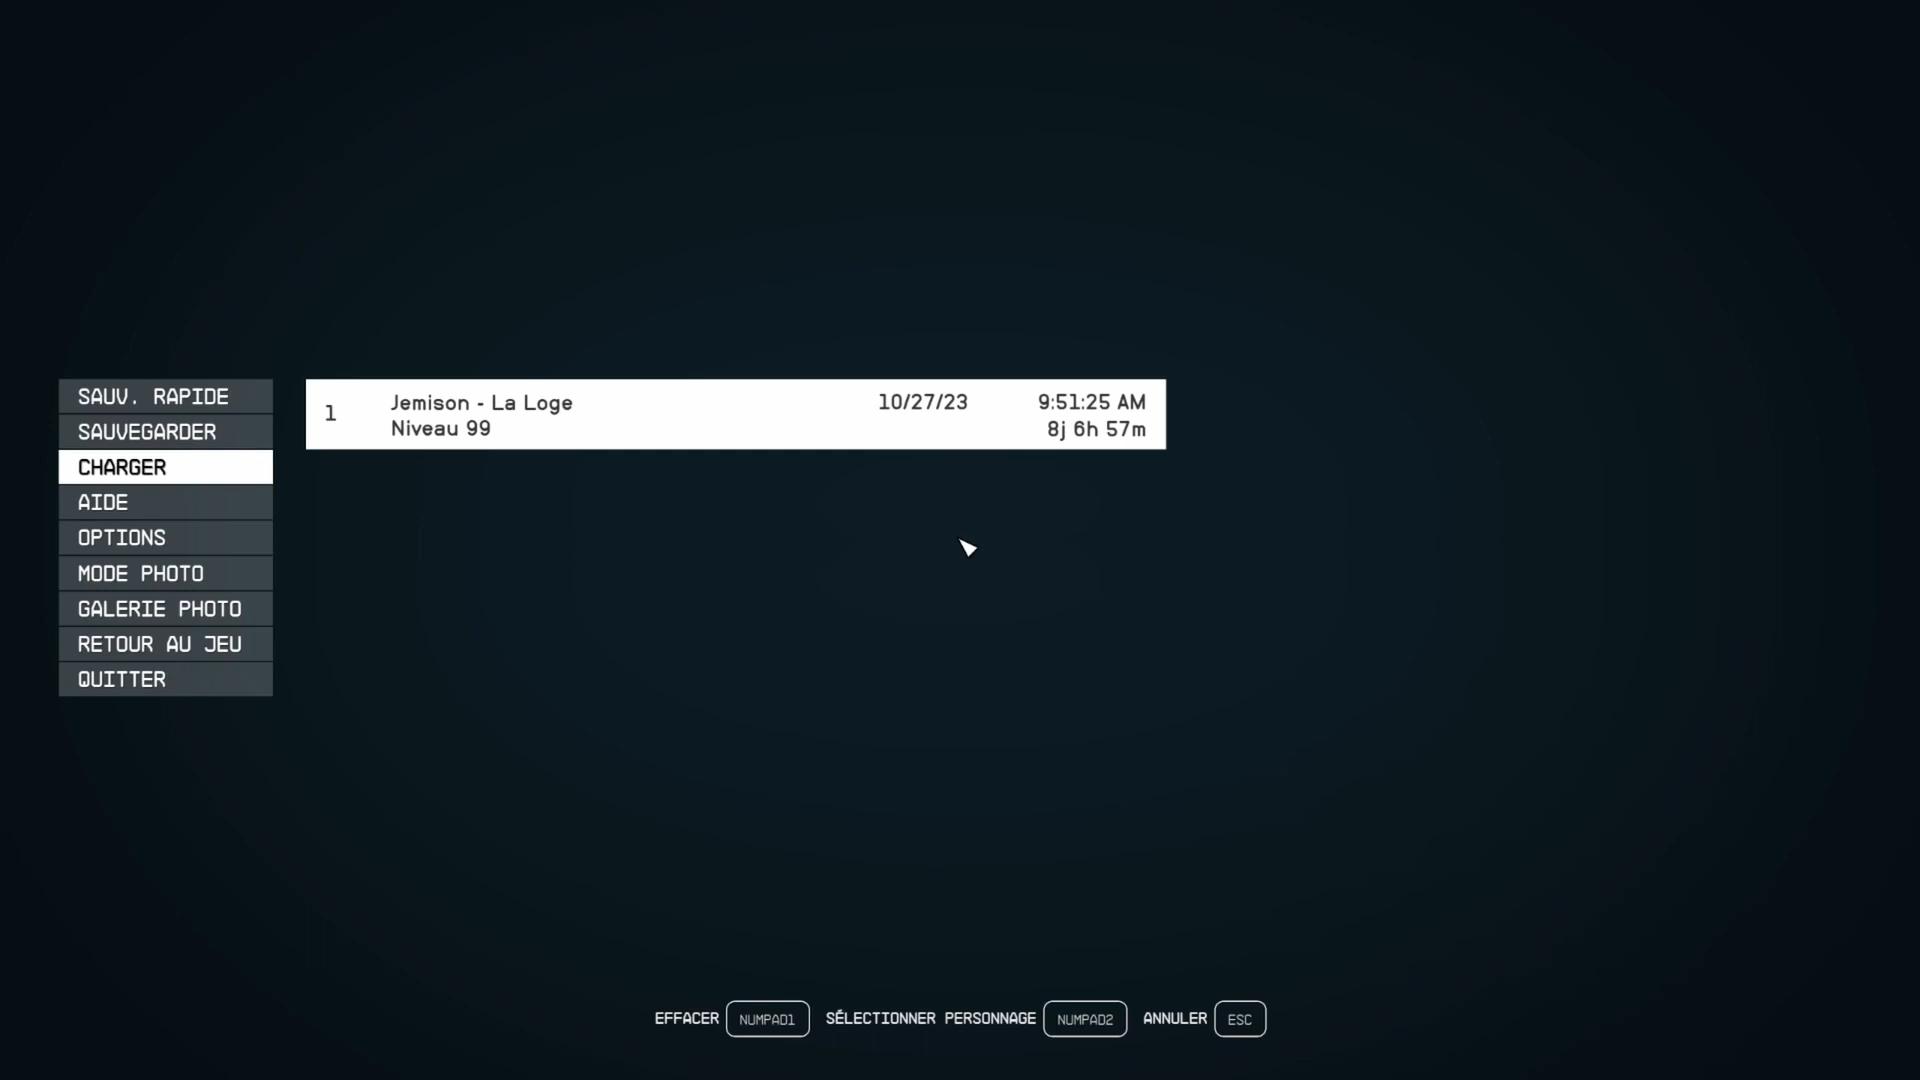 SAUV. RAPIDE
SAUVEGARDER
CHARGER
AIDE
OPTIONS
MODE PHOTO
GALERIE PHOTO
RETOUR AU JEU
QUITTER
1
Jemison - La Loge 10/27/23 9:51:25 AM
Niveau 99 8j 6h 57m
EFFACER NUMPAD1 SÉLECTIONNER PERSONNAGE NUMPAD2 ANNULER ESC